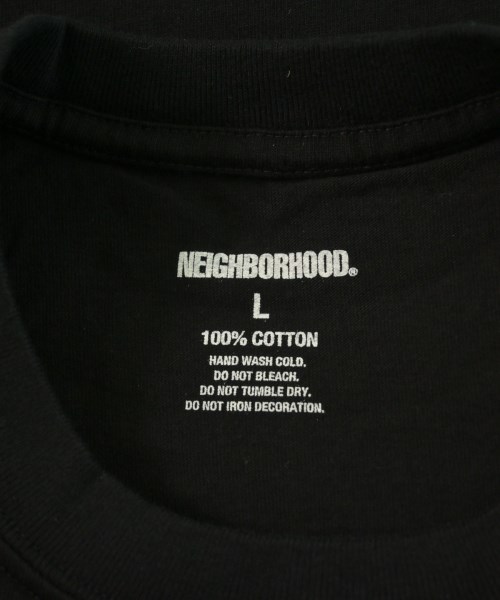 NEIGHBORHOOD®
L
100% COTTON
HAND WASH COLD.
DO NOT BLEACH.
DO NOT TUMBLE DRY.
DO NOT IRON DECORATION.